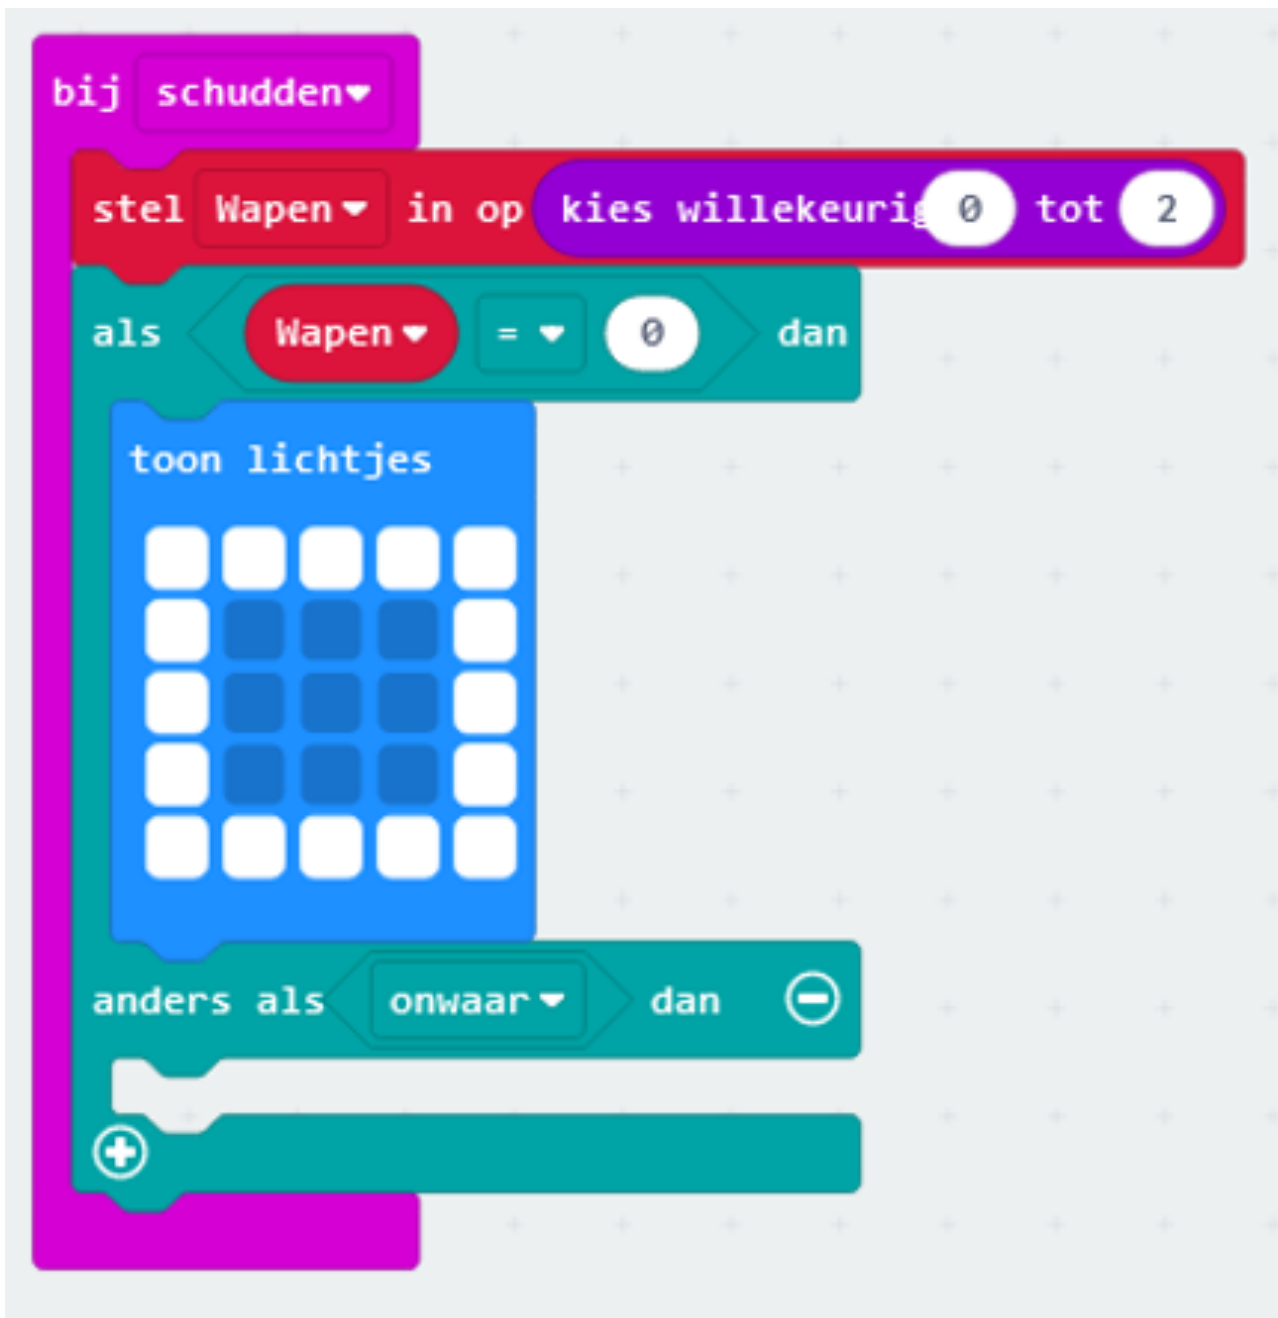 bij schudden
stel Wapen in op kies willekeurig 0 tot 2
als Wapen = 0 dan
toon lichtjes
anders als onwaar dan